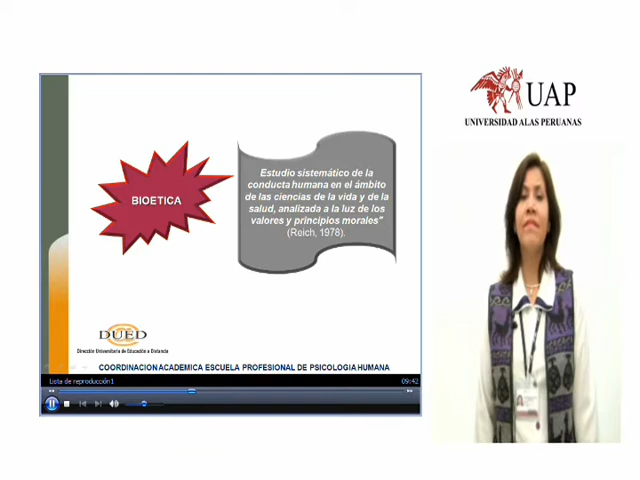 UAP
UNIVERSIDAD ALAS PERUANAS
BIOETICA
Estudio sistemático de la
conducta humana en el ámbito
de las ciencias de la vida y de la
salud, analizada a la luz de los
valores y principios morales”
(Reich, 1978).
DUED
Dirección Universitaria de Educación a Distancia
COORDINACION ACADEMICA ESCUELA PROFESIONAL DE PSICOLOGIA HUMANA
Lista de reproducción1
09:42